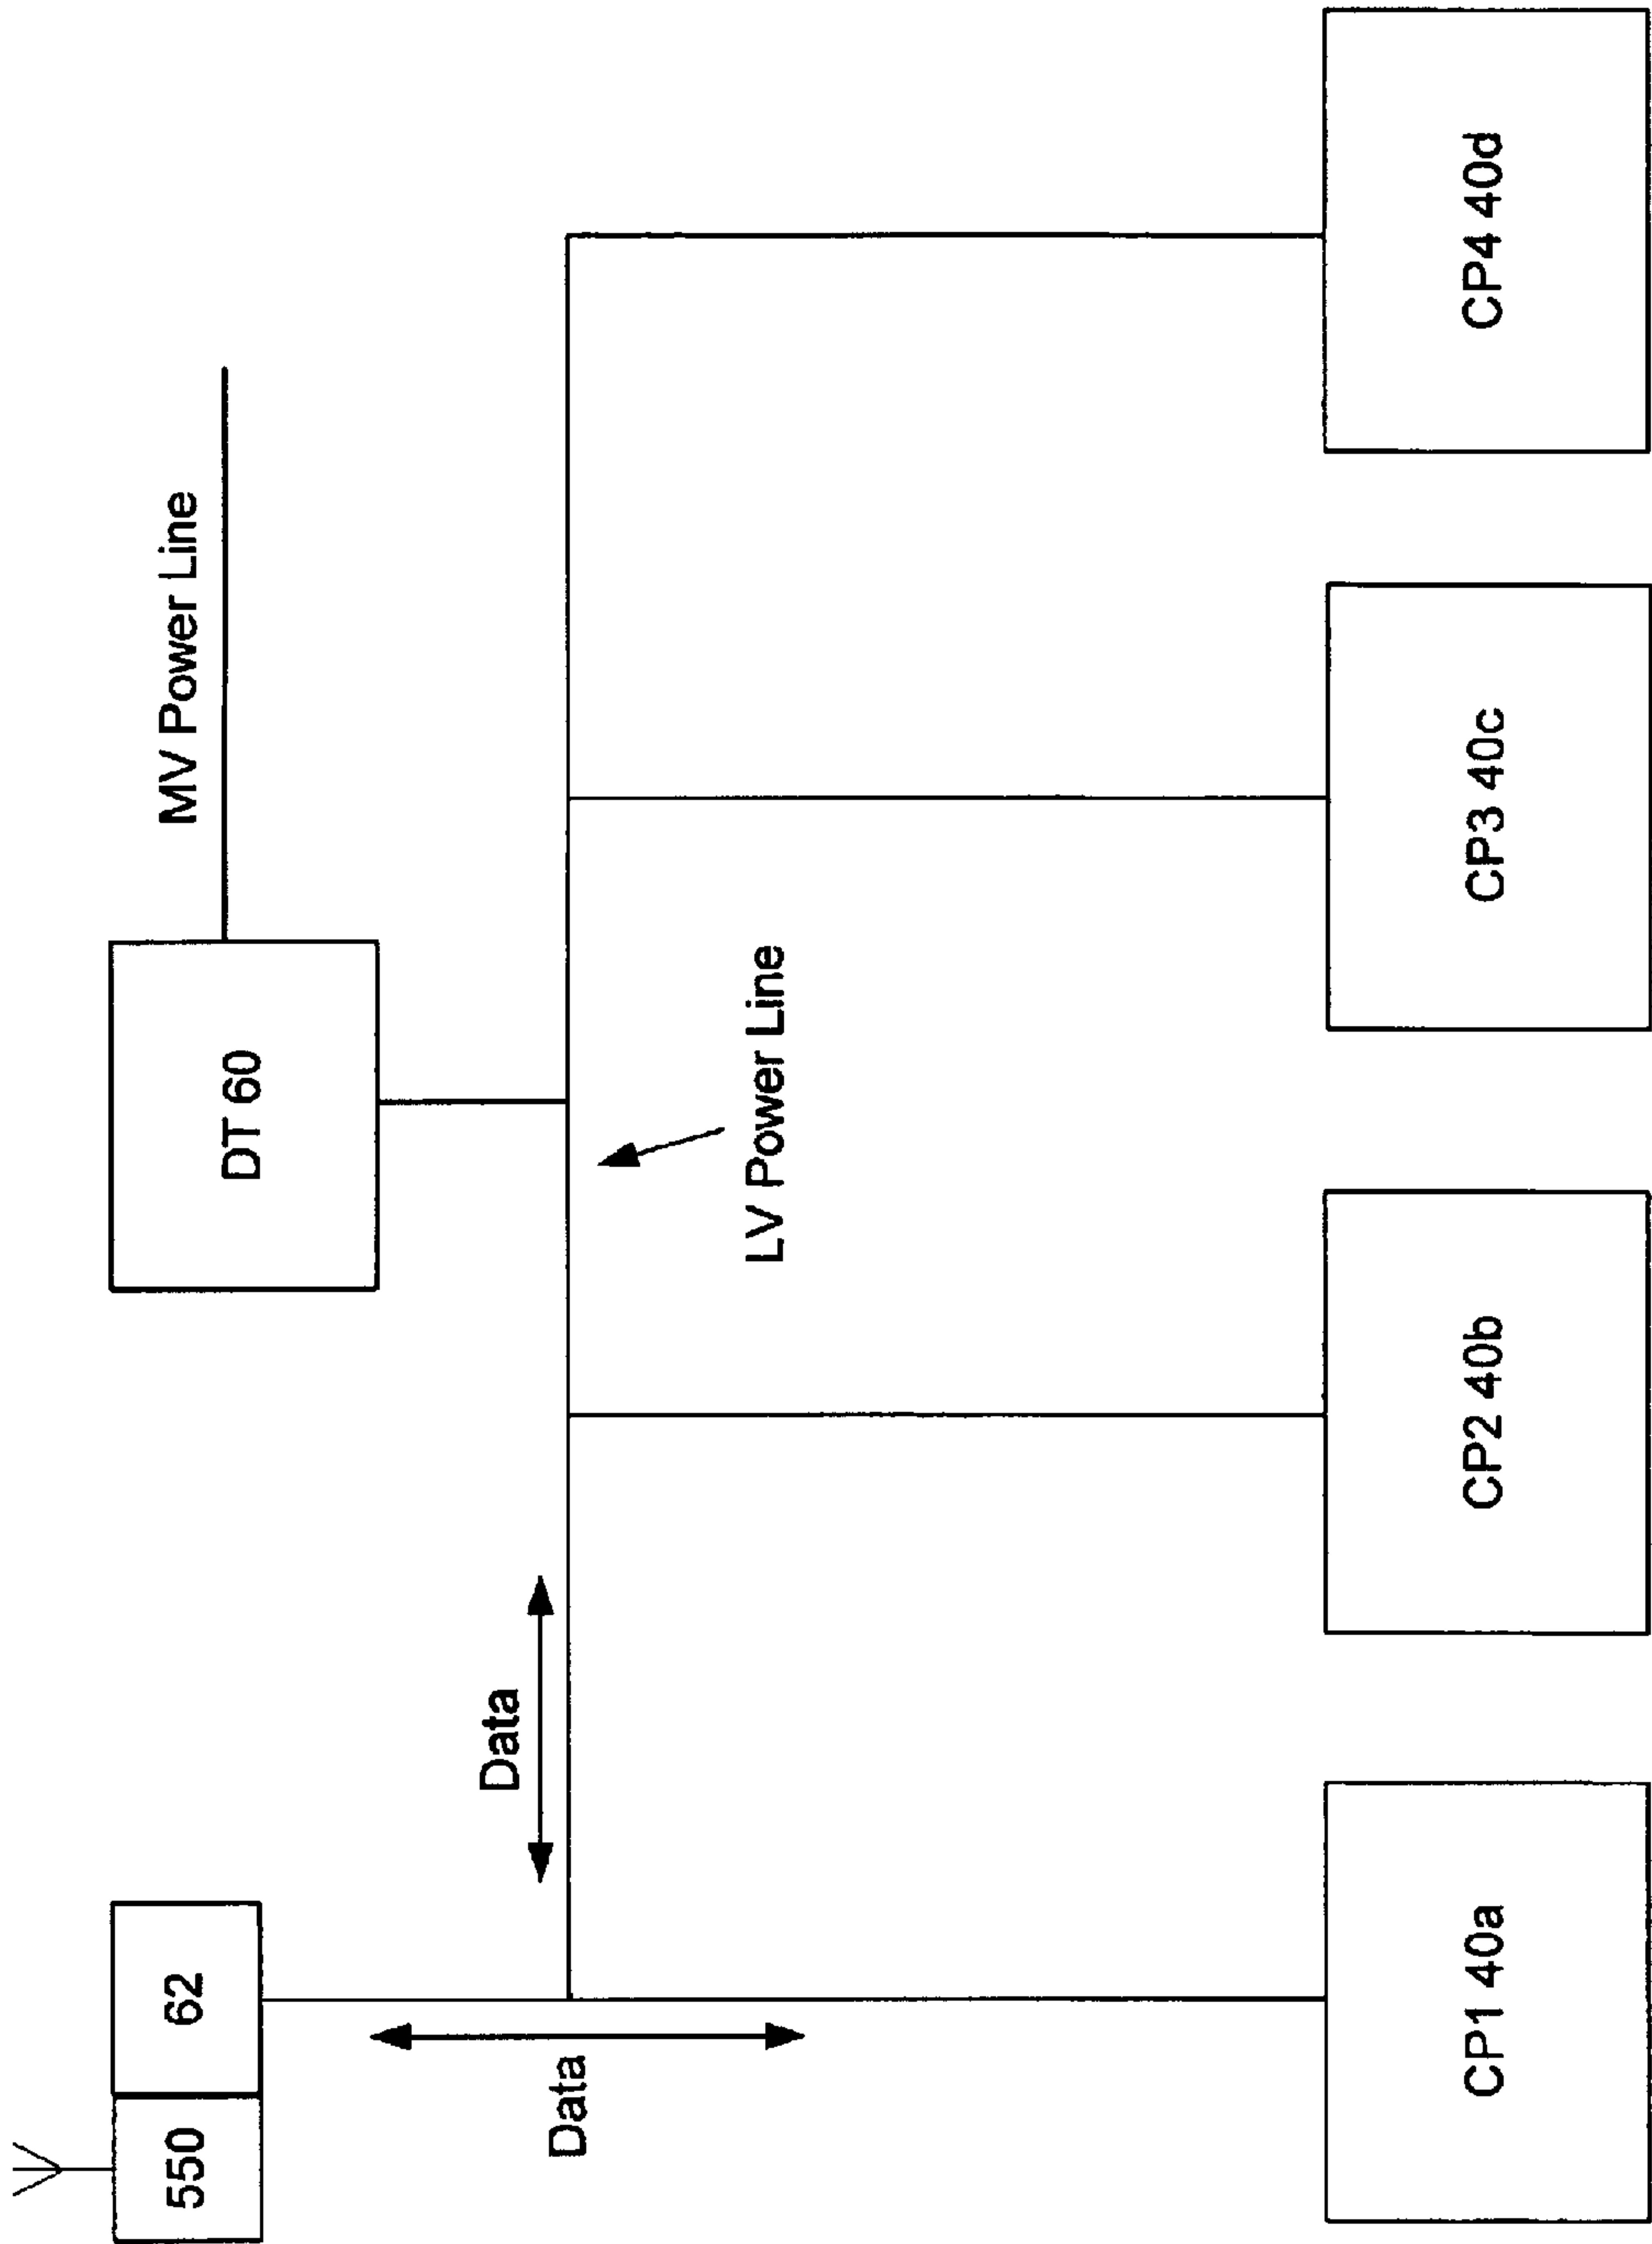 MV Power Line
DT 60
LV Power Line
Data
62
550
Data
CP1 40a
CP2 40b
CP3 40c
CP4 40d